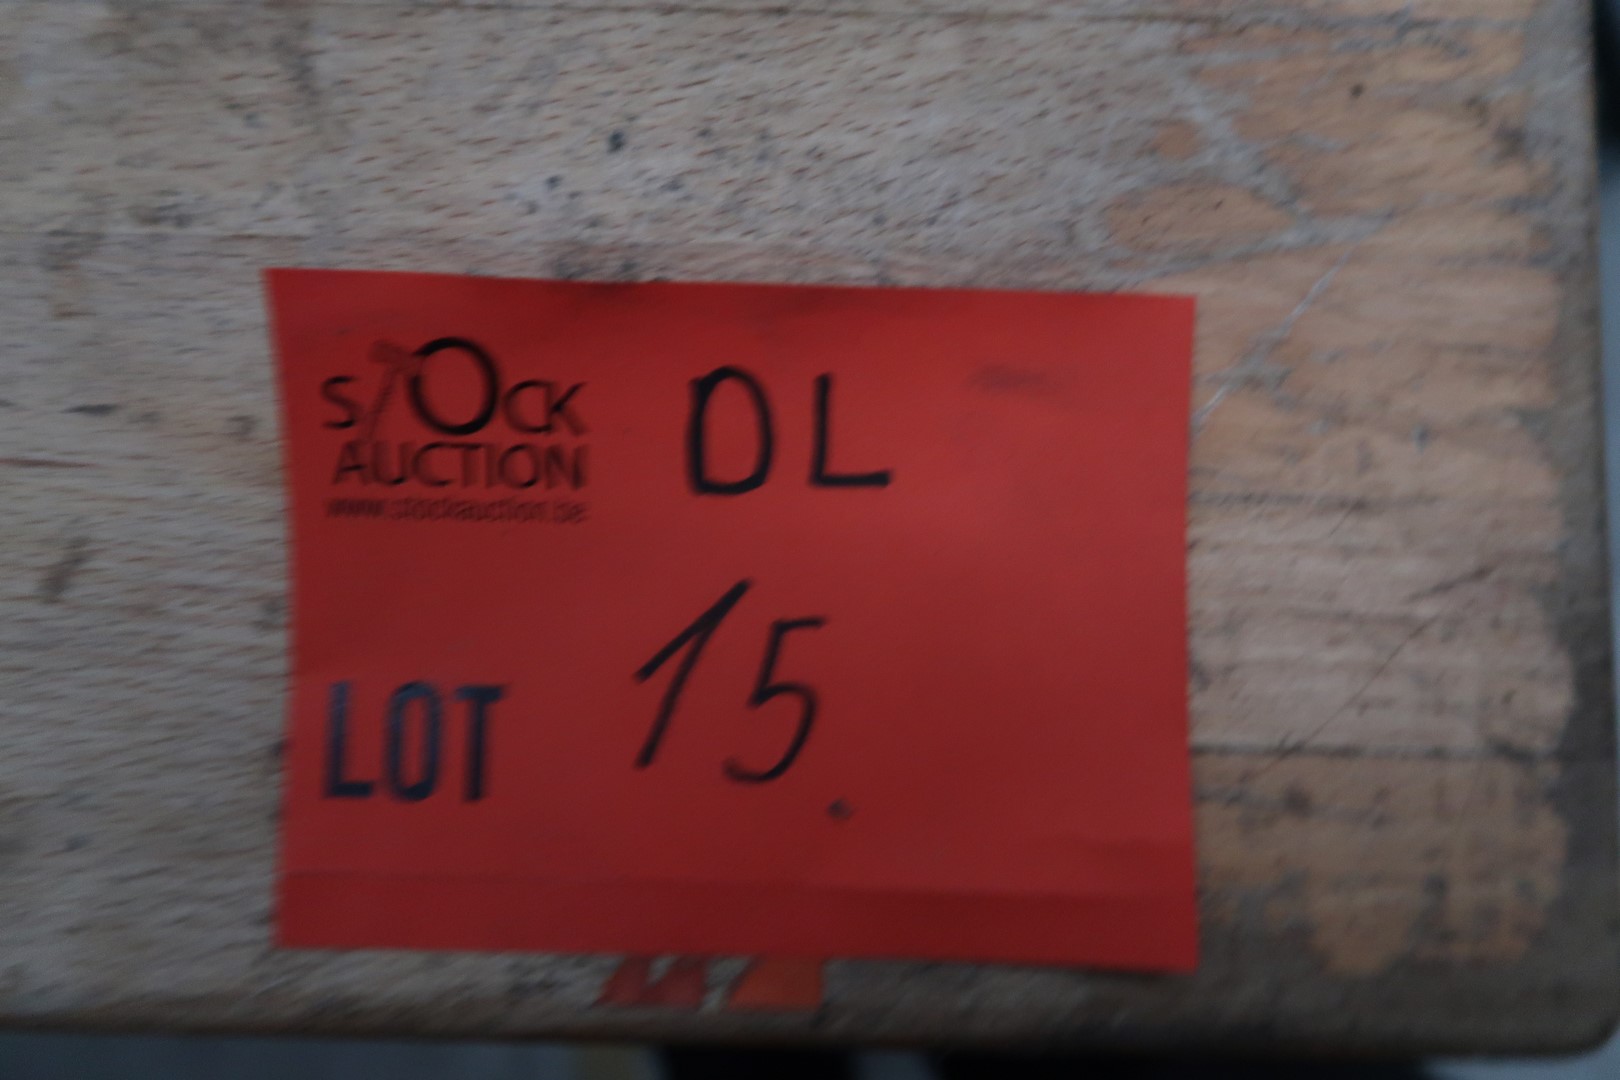 STOCK DL
AUCTION
www.stockauction.be
LOT 15.